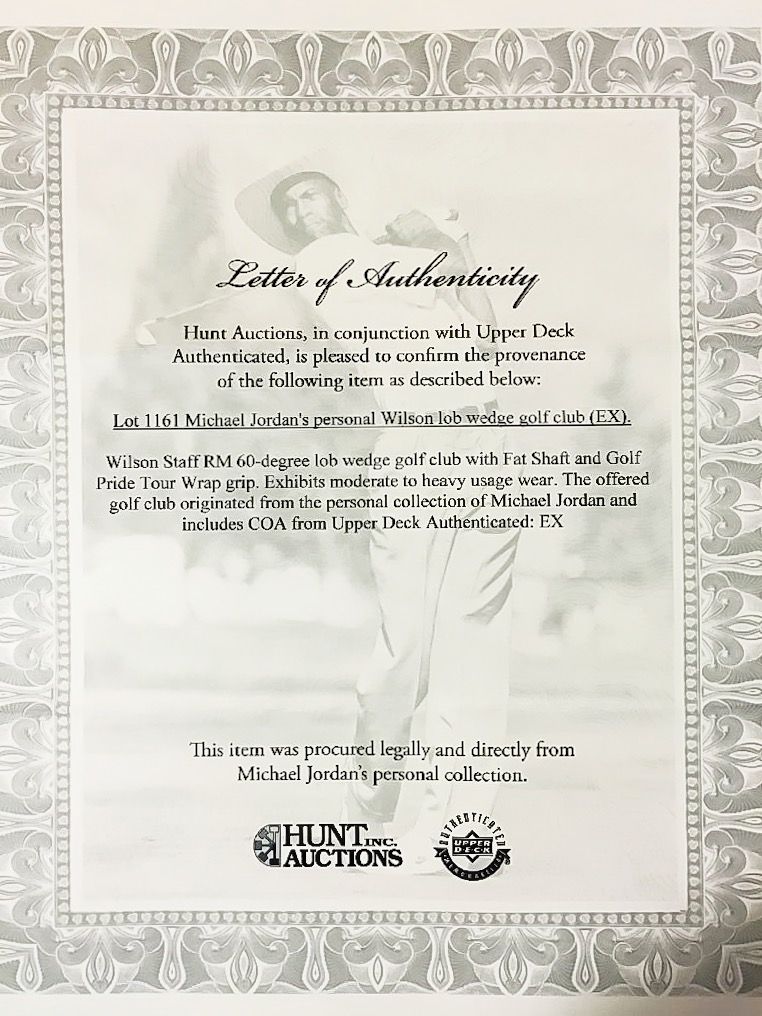 Letter of Authenticity
Hunt Auctions, in conjunction with Upper Deck
Authenticated, is pleased to confirm the provenance
of the following item as described below:
Lot 1161 Michael Jordan's personal Wilson lob wedge golf club (EX).
Wilson Staff RM 60-degree lob wedge golf club with Fat Shaft and Golf
Pride Tour Wrap grip. Exhibits moderate to heavy usage wear. The offered
golf club originated from the personal collection of Michael Jordan and
includes COA from Upper Deck Authenticated: EX
This item was procured legally and directly from
Michael Jordan's personal collection.
HUNT INC.
AUCTIONS
AUTHENTICATED
UPPER
DECK